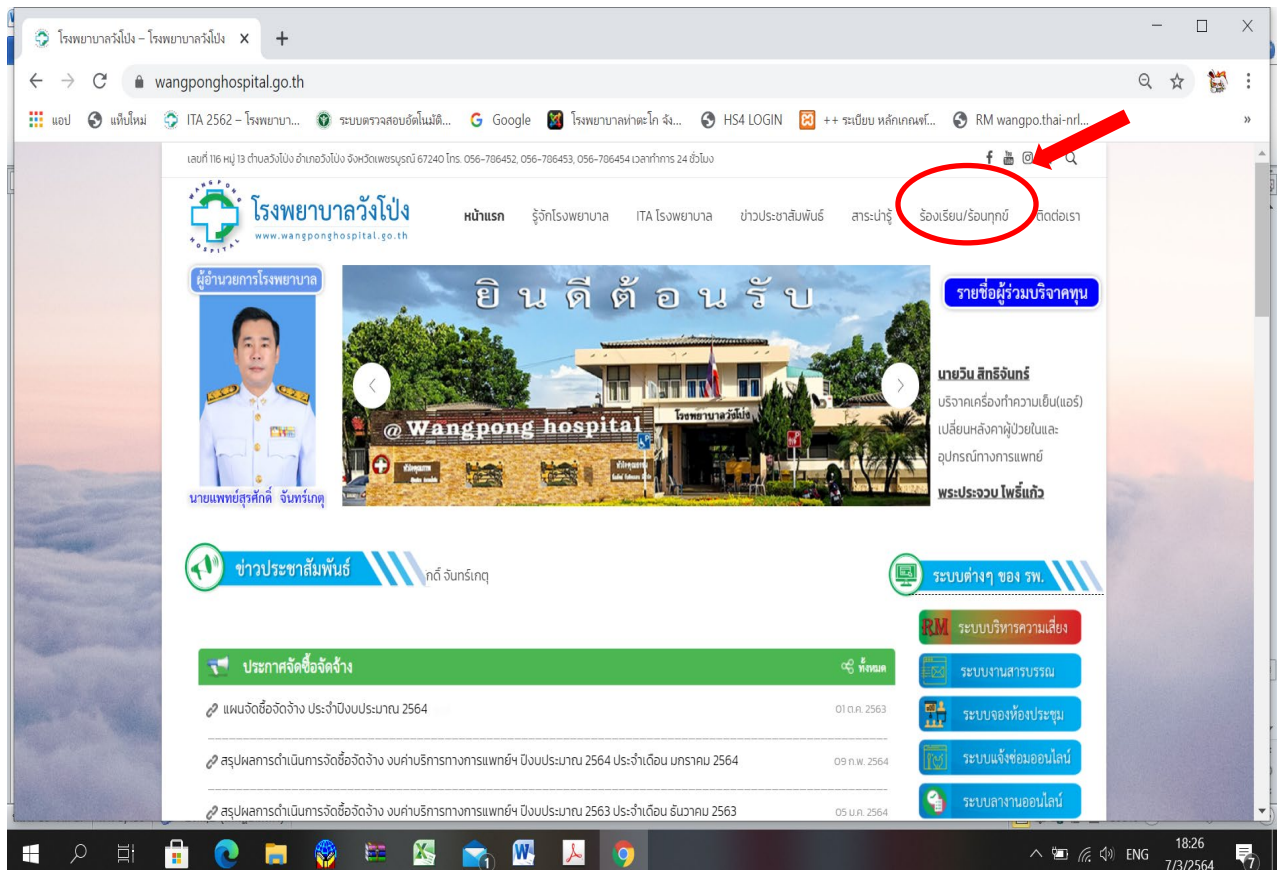 โรงพยาบาลวังโป่ง – โรงพยาบาลวังโป่ง
wangponghospital.go.th
แอป แท็บใหม่ ITA 2562 – โรงพยาบา... ระบบตรวจสอบอัตโนมัติ... Google โรงพยาบาลท่าตะโก จัง... HS4 LOGIN ++ ระเบียบ หลักเกณฑ์... RM wangpo.thai-nrl... »
เลขที่ 116 หมู่ 13 ตำบลวังโป่ง อำเภอวังโป่ง จังหวัดเพชรบูรณ์ 67240 โทร. 056-786452, 056-786453, 056-786454 เวลาทำการ 24 ชั่วโมง
WANGPONG HOSPITAL
โรงพยาบาลวังโป่ง
www.wangponghospital.go.th
หน้าแรก รู้จักโรงพยาบาล ITA โรงพยาบาล ข่าวประชาสัมพันธ์ สาระน่ารู้ ร้องเรียน/ร้อนทุกข์ ติดต่อเรา
ผู้อำนวยการโรงพยาบาล
นายแพทย์สุรศักดิ์ จันทร์เกตุ
ยินดีต้อนรับ
โรงพยาบาลวังโป่ง
@ Wangpong hospital
รายชื่อผู้ร่วมบริจาคทุน
นายวิน สิทธิจันทร์
บริจาคเครื่องทำความเย็น(แอร์)
เปลี่ยนหลังคาผู้ป่วยในและ
อุปกรณ์ทางการแพทย์
พระประจวบ โพธิ์แก้ว
ข่าวประชาสัมพันธ์
กดิ์ จันทร์เกตุ
ระบบต่างๆ ของ รพ.
ประกาศจัดซื้อจัดจ้าง ทั้งหมด
แผนจัดซื้อจัดจ้าง ประจำปีงบประมาณ 2564 01 ต.ค. 2563
สรุปผลการดำเนินการจัดซื้อจัดจ้าง งบค่าบริการทางการแพทย์ฯ ปีงบประมาณ 2564 ประจำเดือน มกราคม 2564 09 ก.พ. 2564
สรุปผลการดำเนินการจัดซื้อจัดจ้าง งบค่าบริการทางการแพทย์ฯ ปีงบประมาณ 2563 ประจำเดือน ธันวาคม 2563 05 ม.ค. 2564
RM ระบบบริหารความเสี่ยง
ระบบงานสารบรรณ
ระบบจองห้องประชุม
ระบบแจ้งซ่อมออนไลน์
ระบบลางานออนไลน์
ENG
18:26
7/3/2564